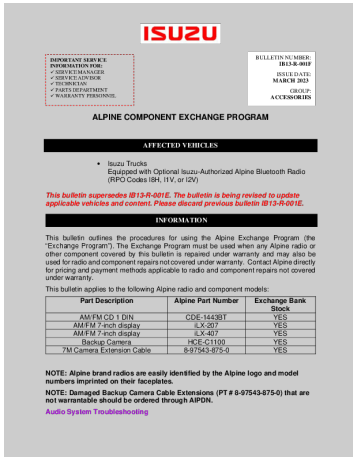 ISUZU
IMPORTANT SERVICE
INFORMATION FOR:
✓ SERVICE MANAGER
✓ SERVICE ADVISOR
✓ TECHNICIAN
✓ PARTS DEPARTMENT
✓ WARRANTY PERSONNEL
BULLETIN NUMBER:
IB13-R-001F
ISSUE DATE:
MARCH 2023
GROUP:
ACCESSORIES
ALPINE COMPONENT EXCHANGE PROGRAM
AFFECTED VEHICLES
• Isuzu Trucks
Equipped with Optional Isuzu-Authorized Alpine Bluetooth Radio
(RPO Codes I8H, I1V, or I2V)
This bulletin supersedes IB13-R-001E. The bulletin is being revised to update
applicable vehicles and content. Please discard previous bulletin IB13-R-001E.
INFORMATION
This bulletin outlines the procedures for using the Alpine Exchange Program (the
"Exchange Program"). The Exchange Program must be used when any Alpine radio or
other component covered by this bulletin is repaired under warranty and may also be
used for radio and component repairs not covered under warranty. Contact Alpine directly
for pricing and payment methods applicable to radio and component repairs not covered
under warranty.
This bulletin applies to the following Alpine radio and component models:
Part Description Alpine Part Number Exchange Bank
Stock
AM/FM CD 1 DIN CDE-1443BT YES
AM/FM 7-inch display iLX-207 YES
AM/FM 7-inch display iLX-407 YES
Backup Camera HCE-C1100 YES
7M Camera Extension Cable 8-97543-875-0 YES
NOTE: Alpine brand radios are easily identified by the Alpine logo and model
numbers imprinted on their faceplates.
NOTE: Damaged Backup Camera Cable Extensions (PT # 8-97543-875-0) that are
not warrantable should be ordered through AIPDN.
Audio System Troubleshooting